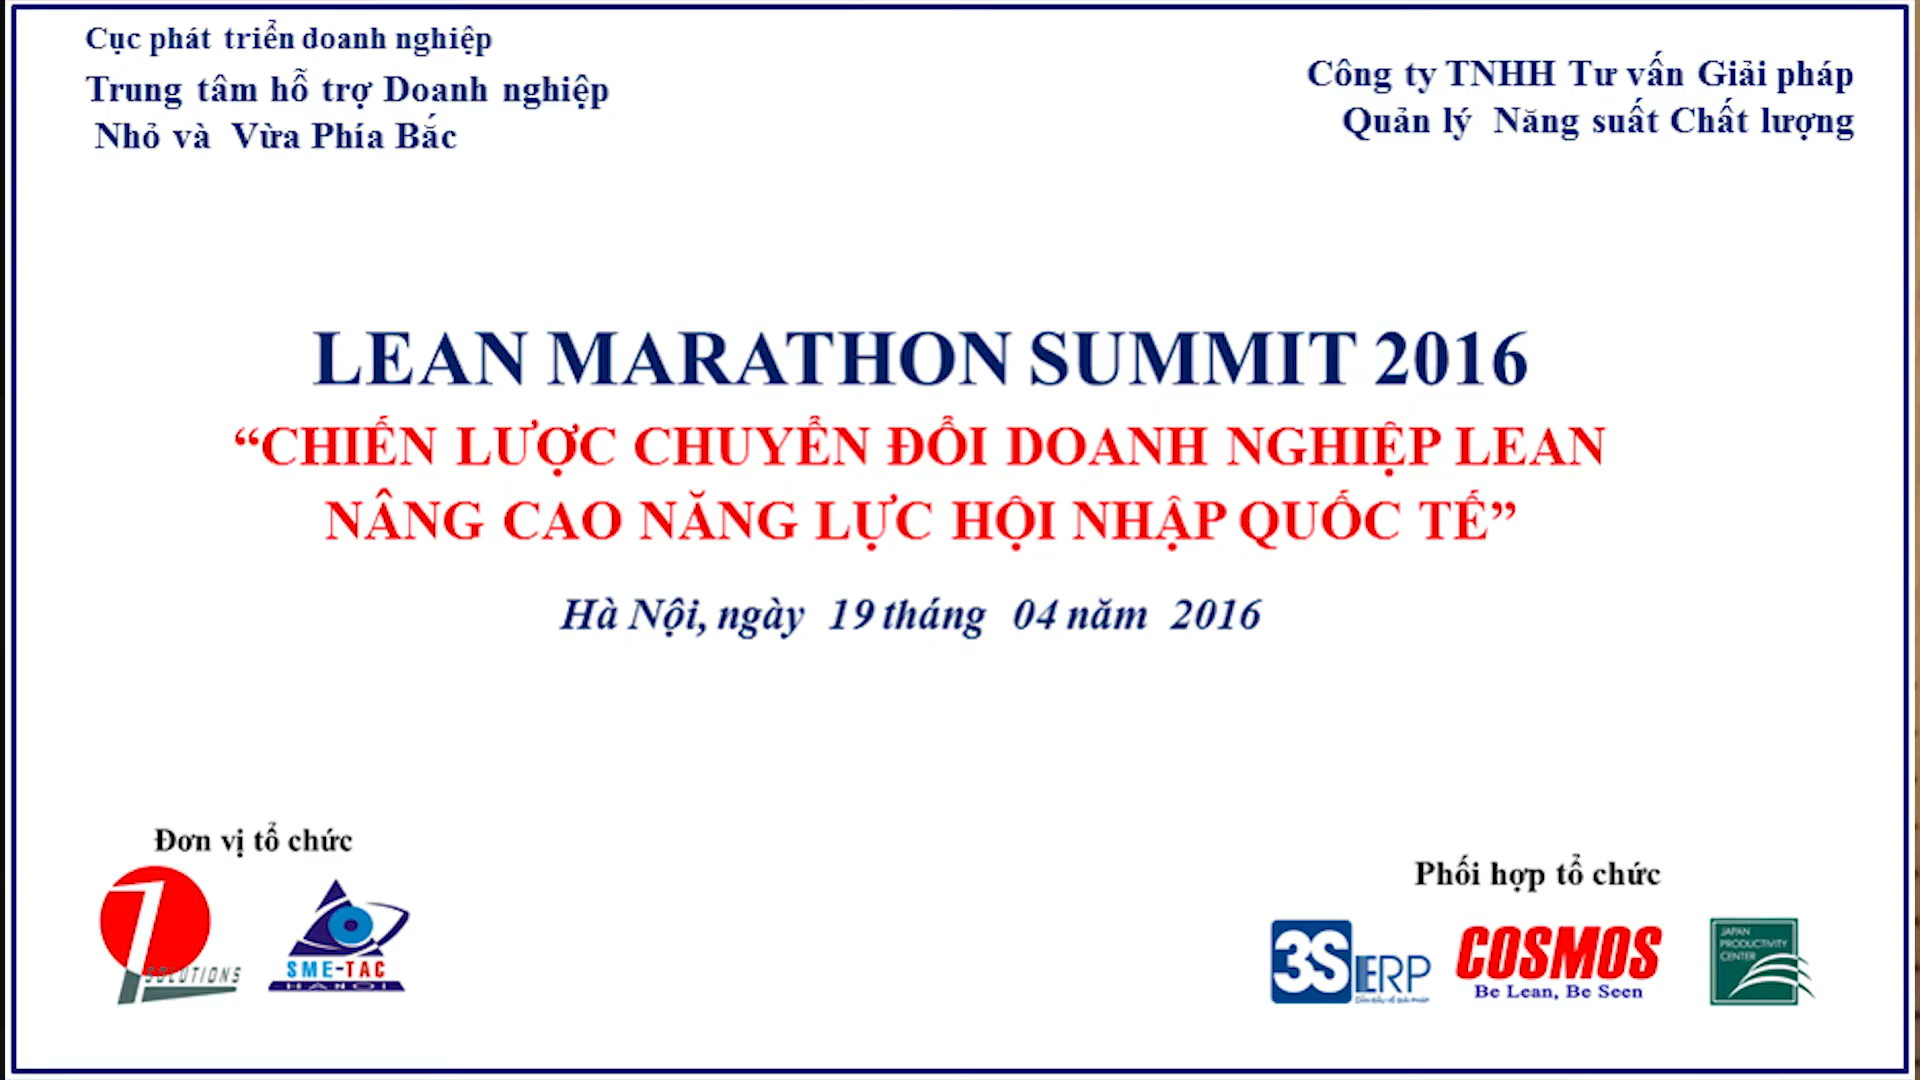 Cục phát triển doanh nghiệp
Trung tâm hỗ trợ Doanh nghiệp
Nhỏ và Vừa Phía Bắc
Công ty TNHH Tư vấn Giải pháp
Quản lý Năng suất Chất lượng
LEAN MARATHON SUMMIT 2016
“CHIẾN LƯỢC CHUYỂN ĐỔI DOANH NGHIỆP LEAN
NÂNG CAO NĂNG LỰC HỘI NHẬP QUỐC TẾ”
Hà Nội, ngày 19 tháng 04 năm 2016
Đơn vị tổ chức
SOLUTIONS
SME-TAC
HANOI
Phối hợp tổ chức
3S ERP
COSMOS
Be Lean, Be Seen
JAPAN
PRODUCTIVITY
CENTER